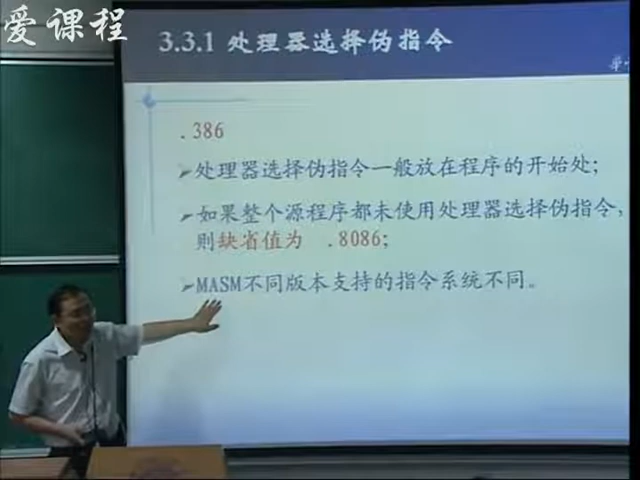 爱课程
3.3.1 处理器选择伪指令
.386
处理器选择伪指令一般放在程序的开始处;
如果整个源程序都未使用处理器选择伪指令,
则缺省值为 .8086;
MASM不同版本支持的指令系统不同。